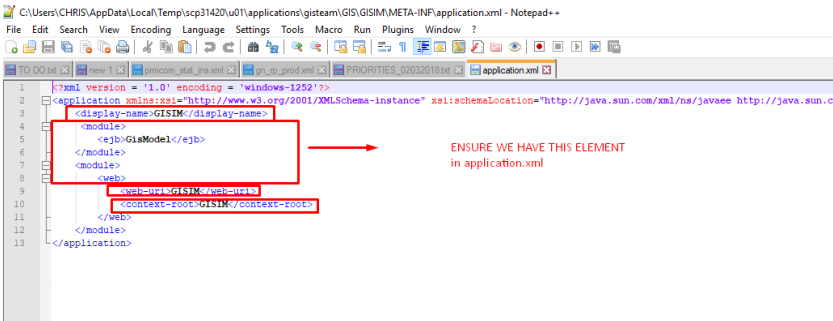 C:\Users\CHRIS\AppData\Local\Temp\scp31420\u01\applications\gisteam\GIS\GISIM\META-INF\application.xml - Notepad++
File Edit Search View Encoding Language Settings Tools Macro Run Plugins Window ?
TO DO.txt new 1 prmcom_stat_ins.xml gn_rp_prod.xml PRIORITIES_02032018.txt application.xml
1 <?xml version = '1.0' encoding = 'windows-1252'?>
2 <application xmlns:xsi="http://www.w3.org/2001/XMLSchema-instance" xsi:schemaLocation="http://java.sun.com/xml/ns/javaee http://java.sun.c
3 <display-name>GISIM</display-name>
4 <module>
5 <ejb>GisModel</ejb>
6 </module>
7 <module>
8 <web>
9 <web-uri>GISIM</web-uri>
10 <context-root>GISIM</context-root>
11 </web>
12 </module>
13 </application>
ENSURE WE HAVE THIS ELEMENT
in application.xml